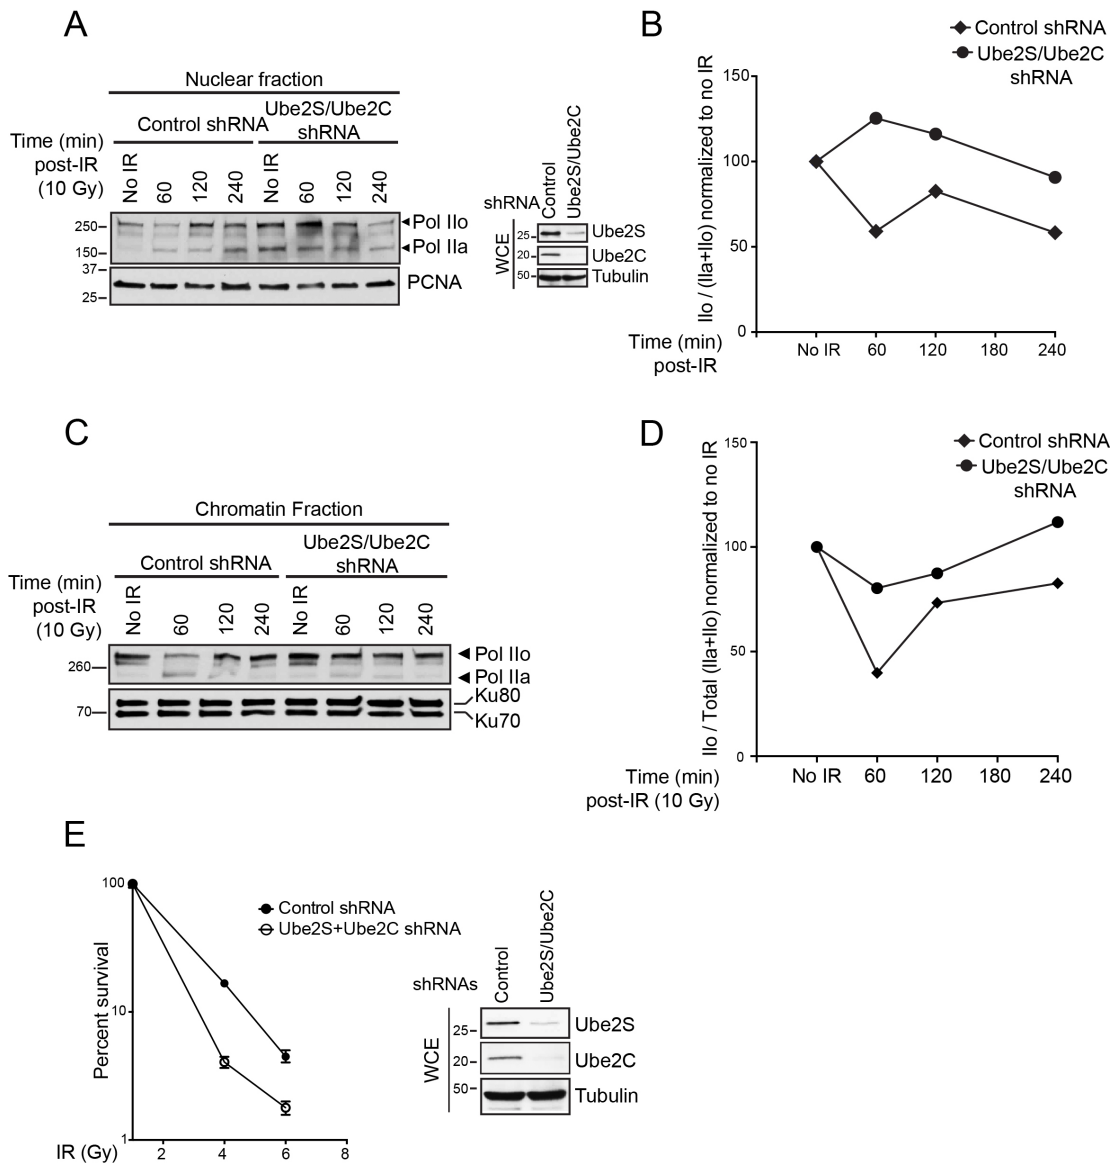 A
Nuclear fraction
Control shRNA
Ube2S/Ube2C
shRNA
Time (min)
post-IR
(10 Gy)
No IR
60
120
240
No IR
60
120
240
250
150
37
25
Pol IIo
Pol IIa
PCNA
shRNA
Control
Ube2S/Ube2C
WCE
25
20
50
Ube2S
Ube2C
Tubulin
B
Control shRNA
Ube2S/Ube2C
shRNA
IIo / (IIa+IIo) normalized to no IR
150
100
50
0
No IR
60
120
180
240
Time (min)
post-IR
C
Chromatin Fraction
Control shRNA
Ube2S/Ube2C
shRNA
Time (min)
post-IR
(10 Gy)
No IR
60
120
240
No IR
60
120
240
260
70
Pol IIo
Pol IIa
Ku80
Ku70
D
Control shRNA
Ube2S/Ube2C
shRNA
IIo / Total (IIa+IIo) normalized to no IR
150
100
50
0
No IR
60
120
180
240
Time (min)
post-IR (10 Gy)
E
Percent survival
100
10
1
Control shRNA
Ube2S+Ube2C shRNA
IR (Gy)
2
4
6
8
shRNAs
Control
Ube2S/Ube2C
WCE
25
20
50
Ube2S
Ube2C
Tubulin